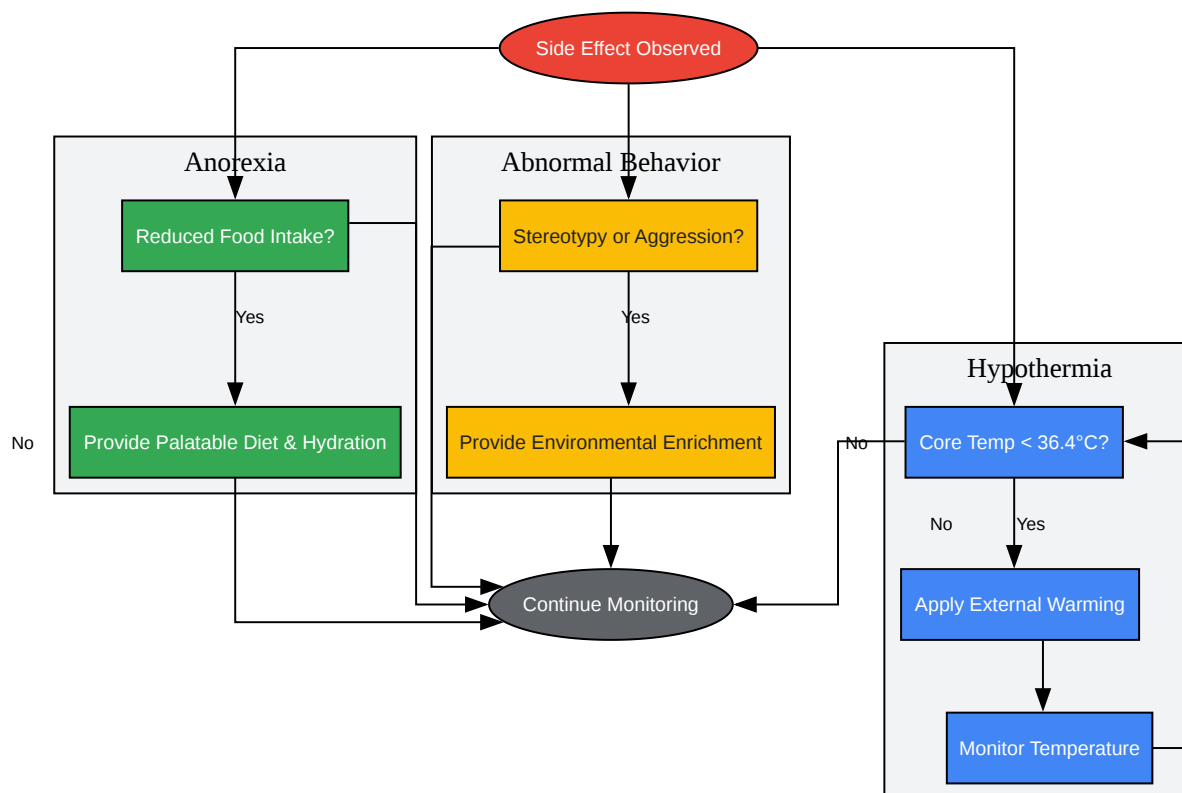 Side Effect Observed
Anorexia
Abnormal Behavior
Reduced Food Intake?
Stereotypy or Aggression?
Yes
Yes
Hypothermia
No
Provide Palatable Diet & Hydration
Provide Environmental Enrichment
No
Core Temp < 36.4°C?
No
Yes
Continue Monitoring
Apply External Warming
Monitor Temperature